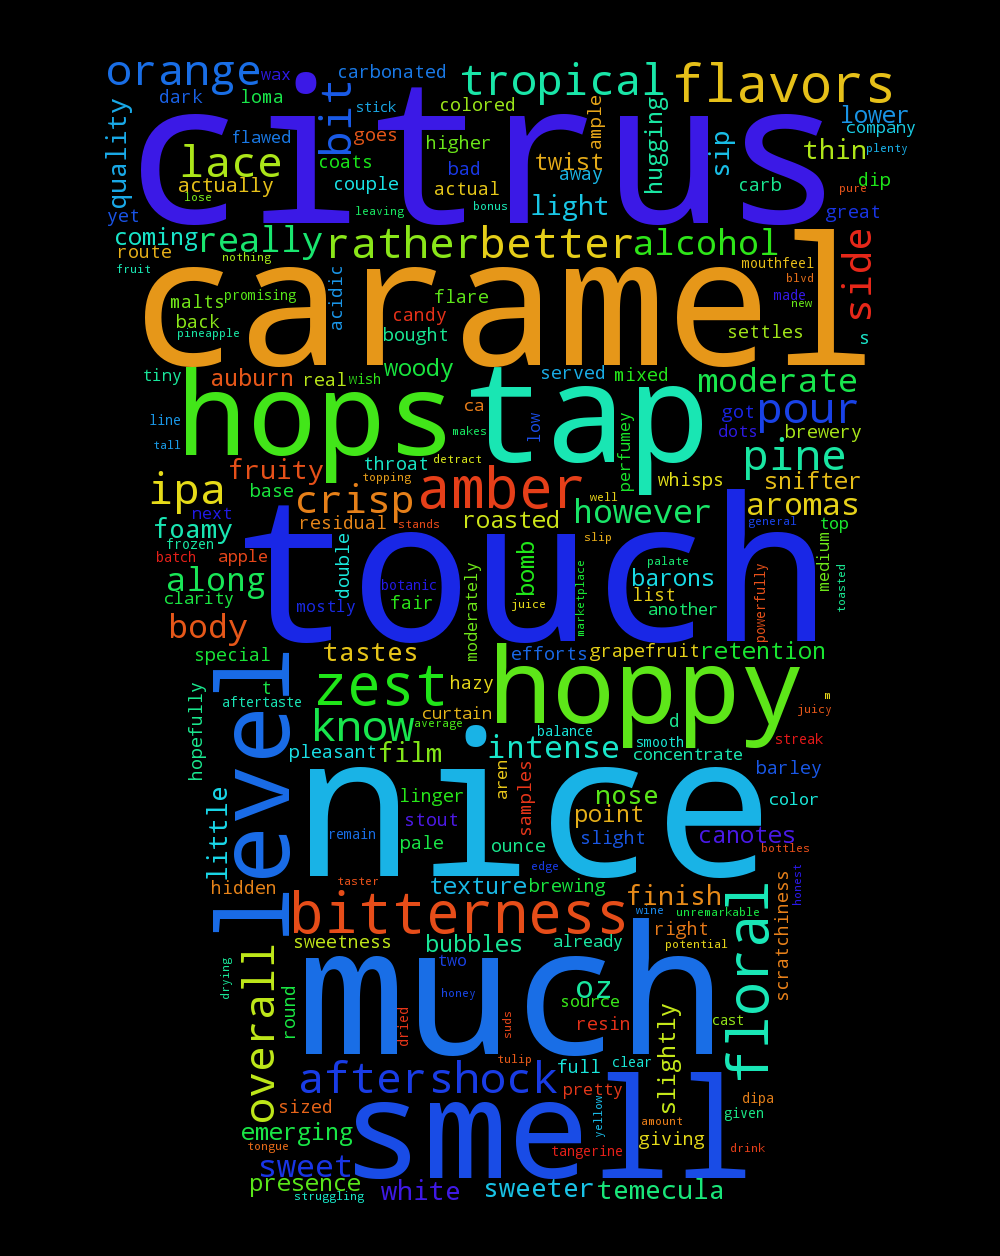 orange wax carbonated tropical flavors
dark loma bit stick colored ample hugging lower
quality citrus company
flawed goes higher sip thin plenty
lace coats bad twist away
actually couple actual carb pure dip
lose leaving bonus light great
yet coming really rather better alcohol side
route nothing mouthfeel
fruit caramel blvd
malts promising acidic flare made new
back candy settles s
pineapple bought
tiny auburn real wish woody served mixed moderate
hops tap ca low perfumey got pour
line makes dots brewery
tall fruity throat detract pine
ipa base topping amber whisps snifter
crisp well aromas
next residual stands roasted however general top
foamy slip
frozen double touch bomb palate medium
batch apple botanic marketplace barons powerfully toasted
along mostly fair juice list
clarity moderately another
body tastes efforts grapefruit retention
special
t zest hazy hoppy m
hopefully aftertaste level curtain d juicy
know average balance smooth streak
pleasant film intense concentrate
nice aren samples barley
little linger nose color
stout point
remain pale ounce slight canotes
edge bottles
hidden taster texture brewing finish floral scratchiness honest
bitterness wine unremarkable
overall sweetness bubbles already right potential
drying two much
round honey oz source
dried suds resin slightly cast
tulip full clear
aftershock pretty dipa
sized smell yellow amount given
emerging giving
tongue tangerine drink
sweet
presence white sweeter temecula
struggling